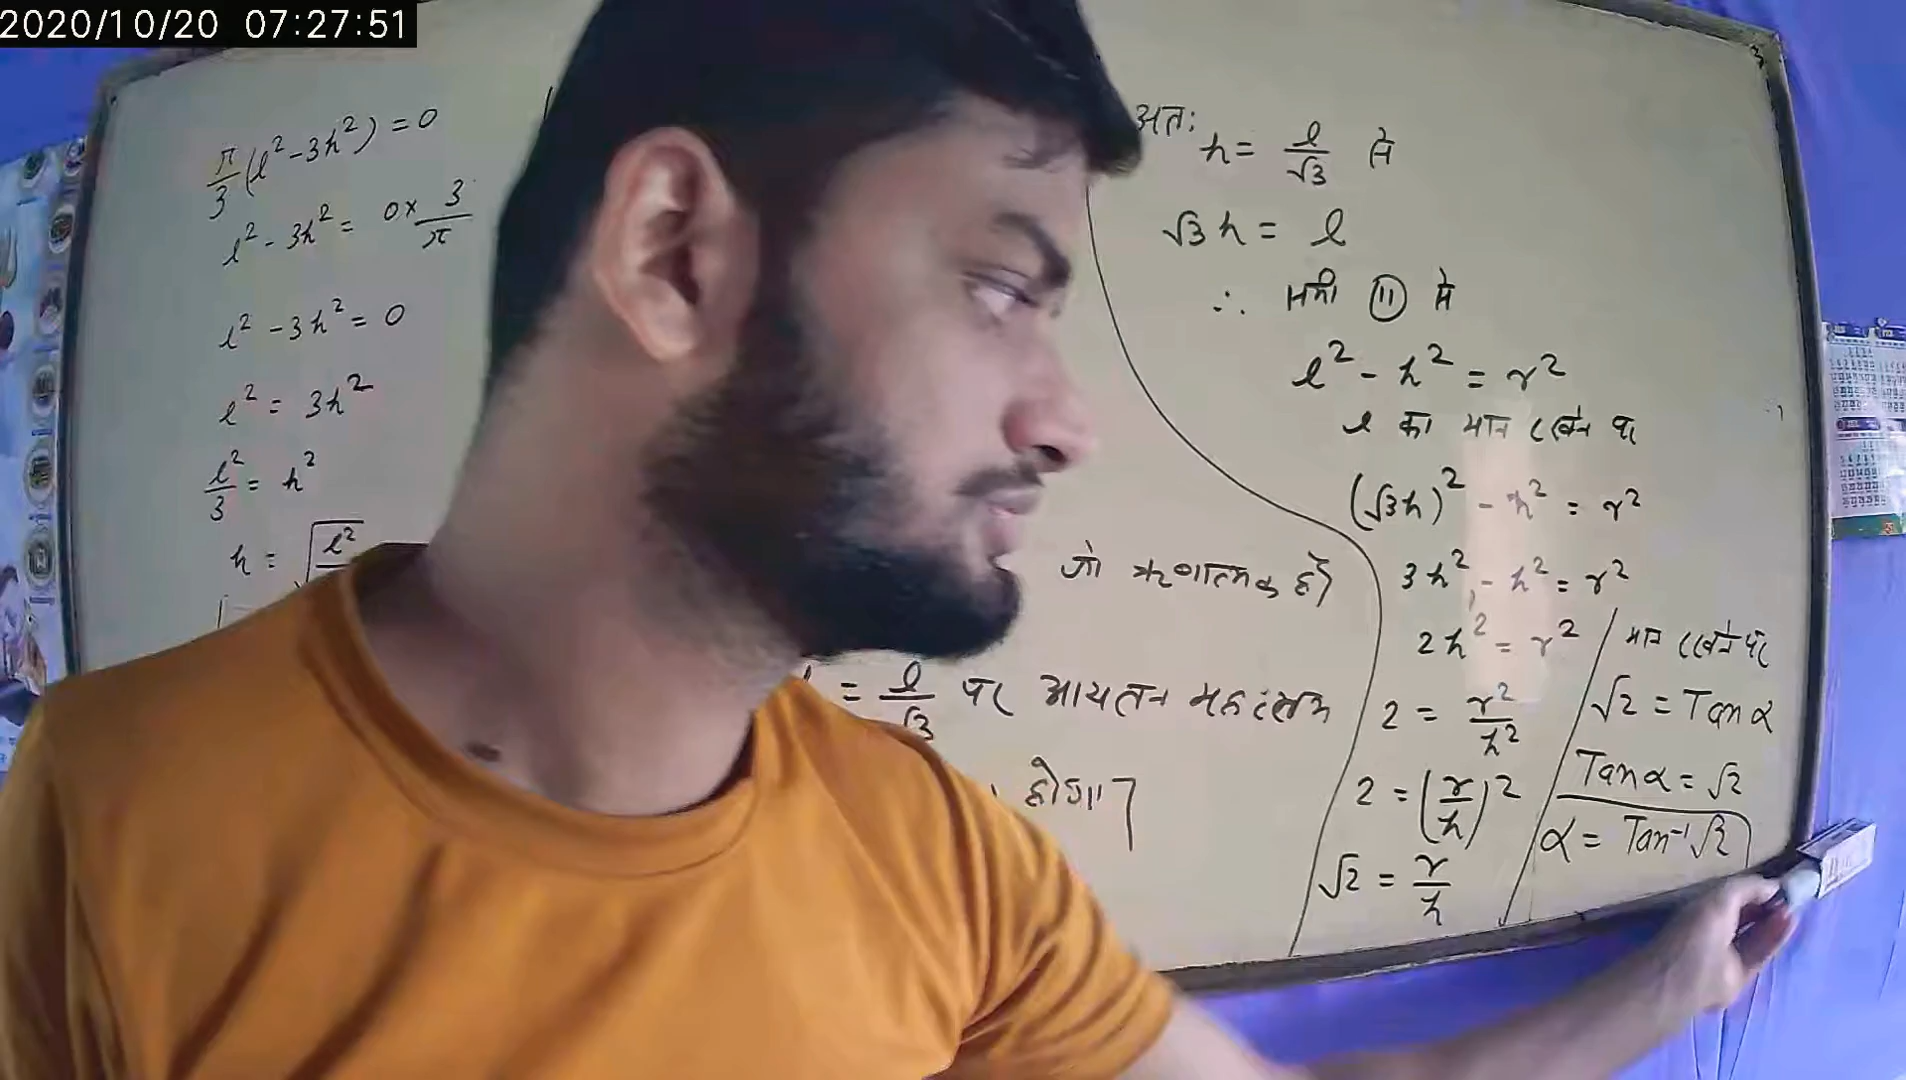 2020/10/20 07:27:51
π/3 (l² - 3h²) = 0
l² - 3h² = 0 × 3/π
l² - 3h² = 0
l² = 3h²
l²/3 = h²
h = √l²
जो ऋणात्मक है।
= l/√3 पर आयतन महत्तम
होगा
अतः h = l/√3 से
√3 h = l
∴ समी (11) से
l² - h² = r²
l का मान रखने पर
(√3h)² - h² = r²
3h² - h² = r²
2h² = r²
2 = r²/h²
2 = (r/h)²
√2 = r/h
मान रखने पर
√2 = Tan α
Tan α = √2
α = Tan⁻¹√2